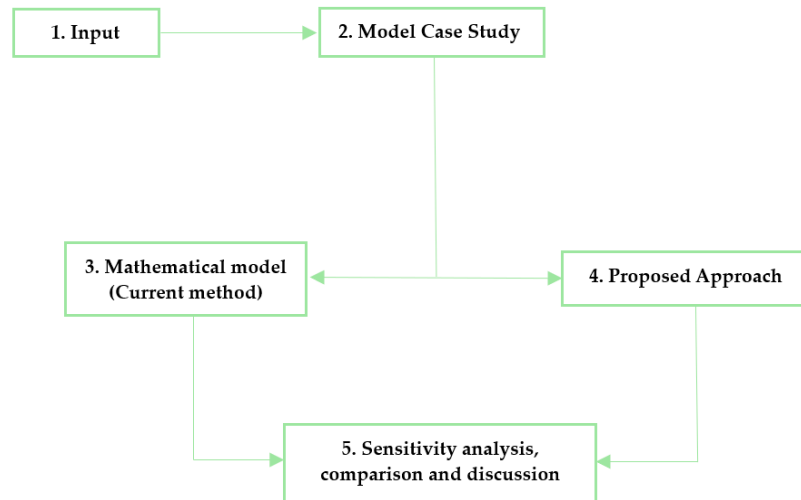 1. Input
2. Model Case Study
3. Mathematical model
(Current method)
4. Proposed Approach
5. Sensitivity analysis,
comparison and discussion